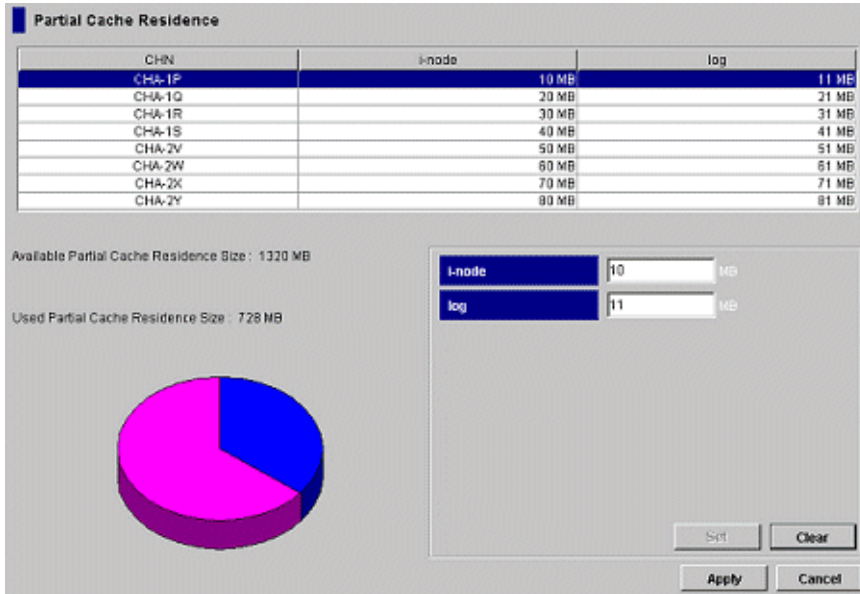 Partial Cache Residence
CHN i-node log
CHA-1P 10 MB 11 MB
CHA-1Q 20 MB 21 MB
CHA-1R 30 MB 31 MB
CHA-1S 40 MB 41 MB
CHA-2V 50 MB 51 MB
CHA-2W 60 MB 61 MB
CHA-2X 70 MB 71 MB
CHA-2Y 80 MB 81 MB
Available Partial Cache Residence Size : 1320 MB
Used Partial Cache Residence Size : 728 MB
i-node 10 MB
log 11 MB
Set Clear
Apply Cancel